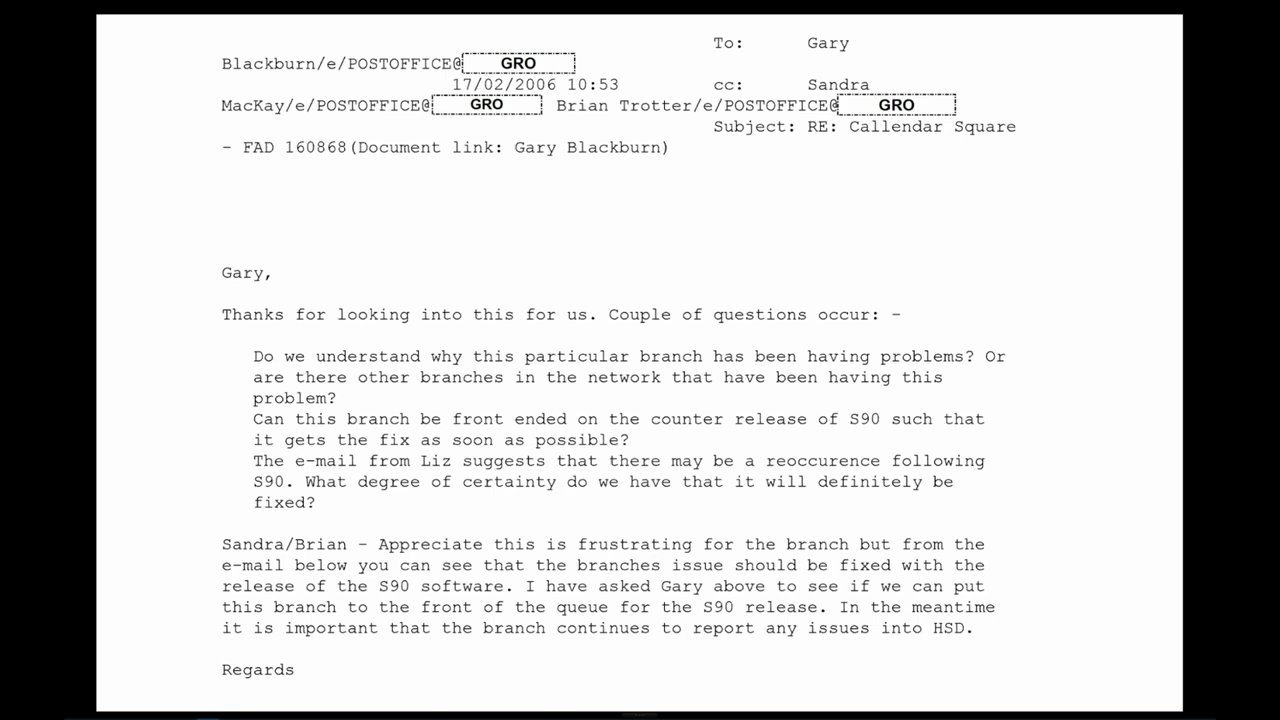 To: Gary
Blackburn/e/POSTOFFICE@ GRO
17/02/2006 10:53 cc: Sandra
MacKay/e/POSTOFFICE@ GRO Brian Trotter/e/POSTOFFICE@ GRO
Subject: RE: Callendar Square
- FAD 160868(Document link: Gary Blackburn)
Gary,
Thanks for looking into this for us. Couple of questions occur: -
Do we understand why this particular branch has been having problems? Or
are there other branches in the network that have been having this
problem?
Can this branch be front ended on the counter release of S90 such that
it gets the fix as soon as possible?
The e-mail from Liz suggests that there may be a reoccurence following
S90. What degree of certainty do we have that it will definitely be
fixed?
Sandra/Brian - Appreciate this is frustrating for the branch but from the
e-mail below you can see that the branches issue should be fixed with the
release of the S90 software. I have asked Gary above to see if we can put
this branch to the front of the queue for the S90 release. In the meantime
it is important that the branch continues to report any issues into HSD.
Regards